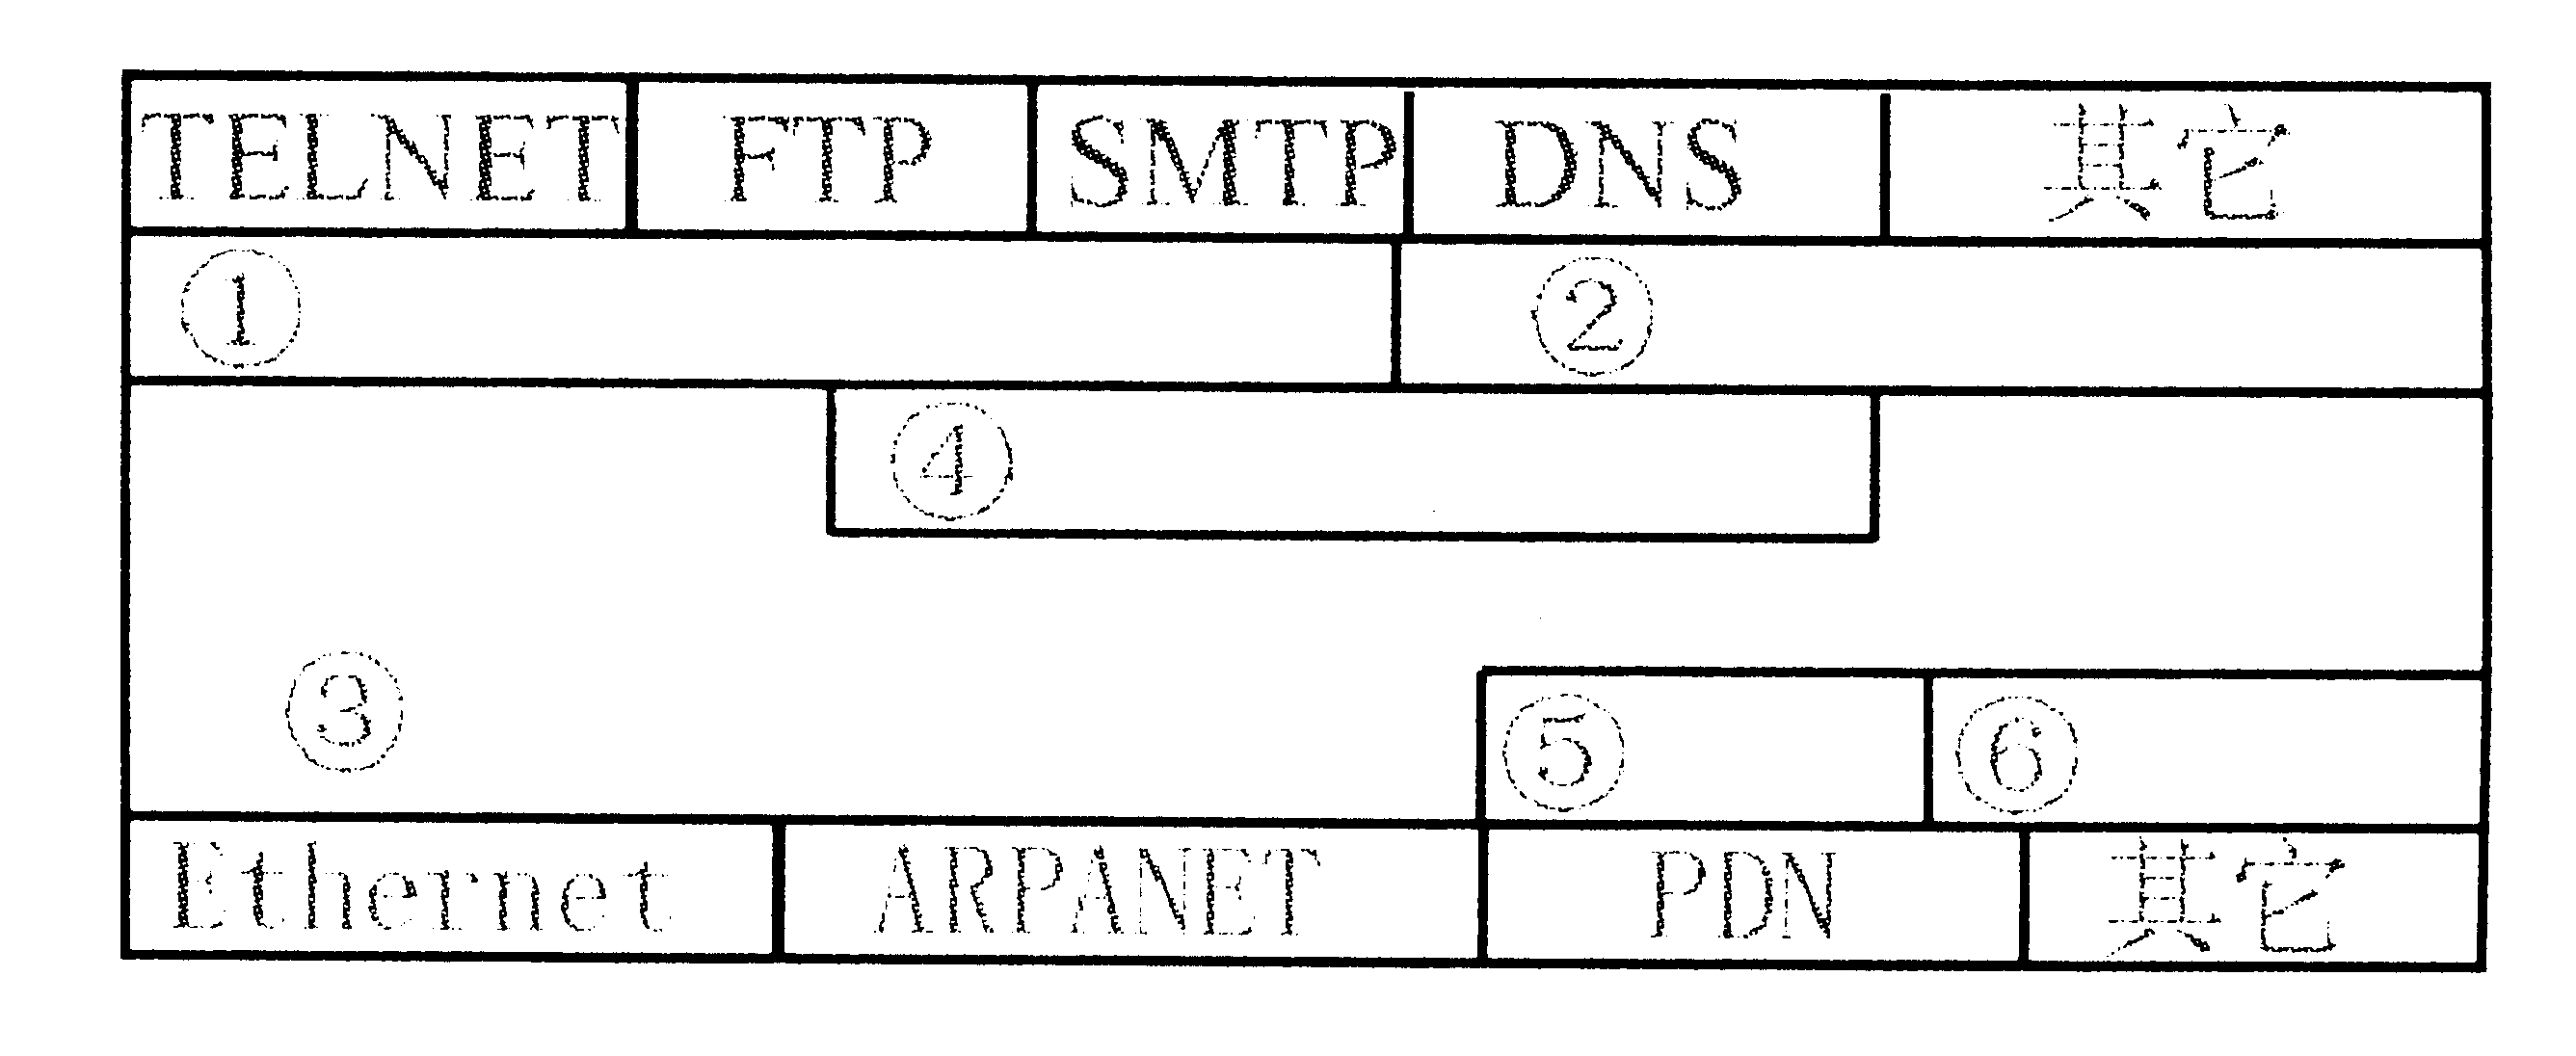 TELNET FTP SMTP DNS 其它
① ②
④
③
⑤ ⑥
Ethernet ARPANET PDN 其它